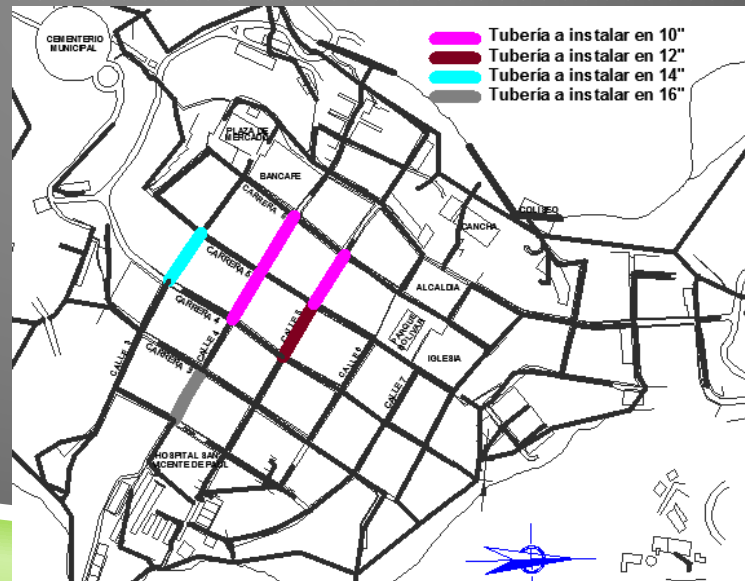 CEMENTERIO
MUNICIPAL
Tubería a instalar en 10"
Tubería a instalar en 12"
Tubería a instalar en 14"
Tubería a instalar en 16"
PLAZA DE
MERCADO
BANCAFE
CARRERA
COLISEO
CANCHA
CARRERA 5
ALCALDIA
CARRERA 4
CALLE 4
CALLE 5
PARQUE
BOLIVAR
IGLESIA
CALLE 3
CARRERA 3
CALLE 6
CALLE 7
HOSPITAL SAN
VICENTE DE PAUL